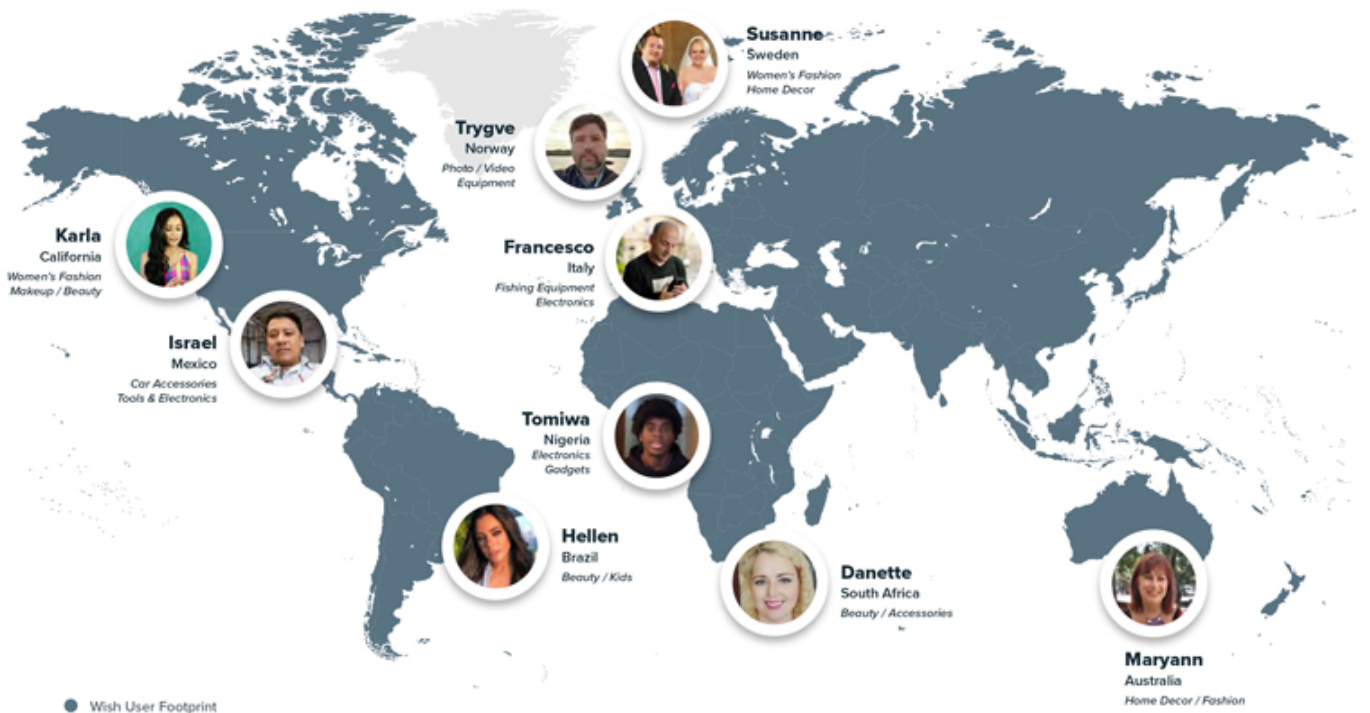 Susanne
Sweden
Women's Fashion
Home Decor
Trygve
Norway
Photo / Video
Equipment
Karla
California
Women's Fashion
Makeup / Beauty
Francesco
Italy
Fishing Equipment
Electronics
Israel
Mexico
Car Accessories
Tools & Electronics
Tomiwa
Nigeria
Electronics
Gadgets
Hellen
Brazil
Beauty / Kids
Danette
South Africa
Beauty / Accessories
Maryann
Australia
Home Decor / Fashion
Wish User Footprint